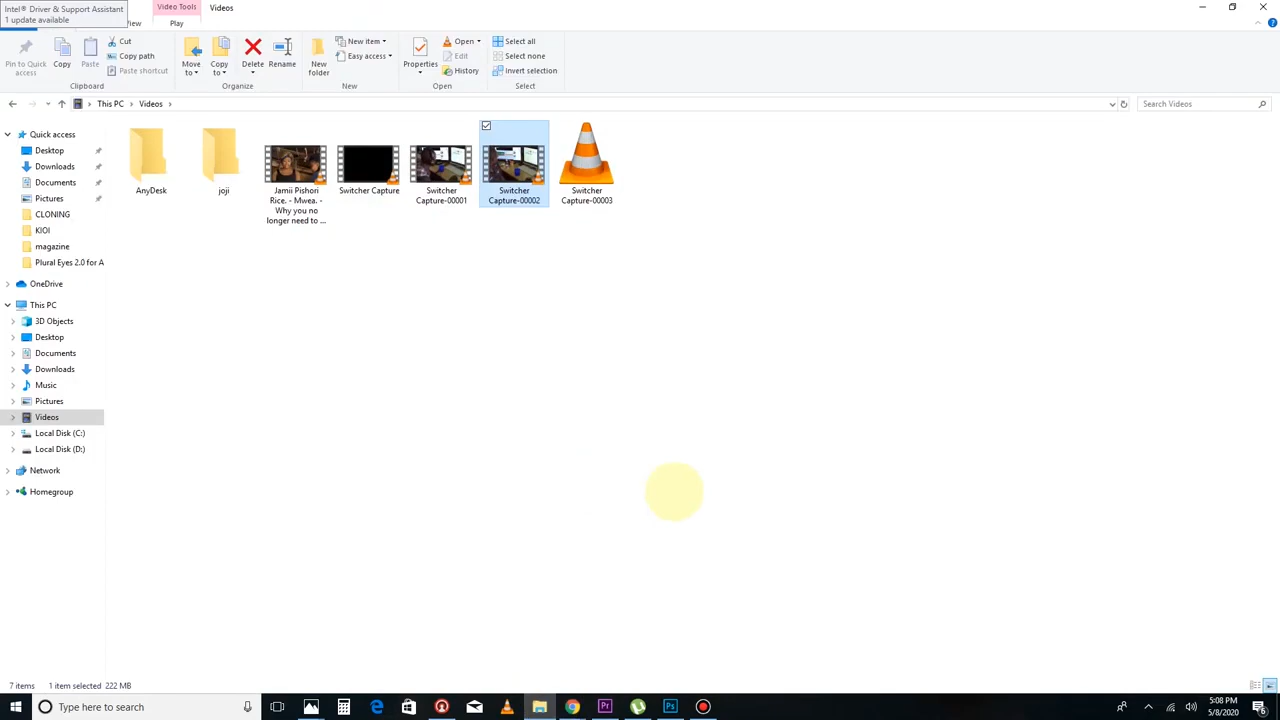 Intel® Driver & Support Assistant
1 update available
Video Tools
Videos
View
Play
Pin to Quick access
Copy
Paste
Cut
Copy path
Paste shortcut
Clipboard
Move to
Copy to
Delete
Rename
Organize
New folder
New item
Easy access
New
Properties
Open
Edit
History
Open
Select all
Select none
Invert selection
Select
This PC
Videos
Search Videos
Quick access
Desktop
Downloads
Documents
Pictures
CLONING
KIOI
magazine
Plural Eyes 2.0 for A
OneDrive
This PC
3D Objects
Desktop
Documents
Downloads
Music
Pictures
Videos
Local Disk (C:)
Local Disk (D:)
Network
Homegroup
AnyDesk
joji
Jamii Pishori
Rice. - Mwea. -
Why you no
longer need to ...
Switcher Capture
Switcher
Capture-00001
Switcher
Capture-00002
Switcher
Capture-00003
7 items
1 item selected 222 MB
Type here to search
Pr
Ps
5:08 PM
5/8/2020
6